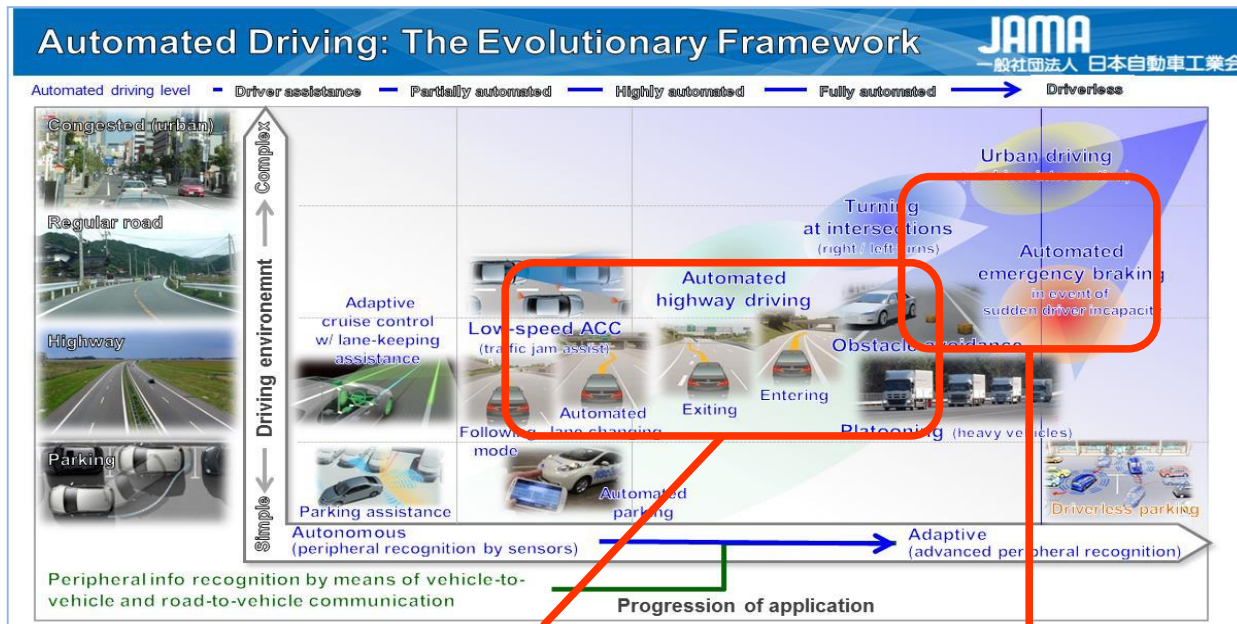 Automated Driving: The Evolutionary Framework
JAMA
一般社団法人 日本自動車工業会
Automated driving level
Driver assistance
Partially automated
Highly automated
Fully automated
Driverless
Congested (urban)
Regular road
Highway
Parking
Complex
Driving environemnt
Simple
Urban driving
Turning
at intersections
(right / left-turns)
Automated
emergency braking
in event of
sudden driver incapacity
Automated
highway driving
Adaptive
cruise control
w/ lane-keeping
assistance
Low-speed ACC
(traffic jam assist)
Obstacle avoidance
Entering
Exiting
Automated
lane changing
Following
mode
Platooning (heavy vehicles)
Parking assistance
Automated
parking
Driverless parking
Autonomous
(peripheral recognition by sensors)
Adaptive
(advanced peripheral recognition)
Peripheral info recognition by means of vehicle-to-
vehicle and road-to-vehicle communication
Progression of application